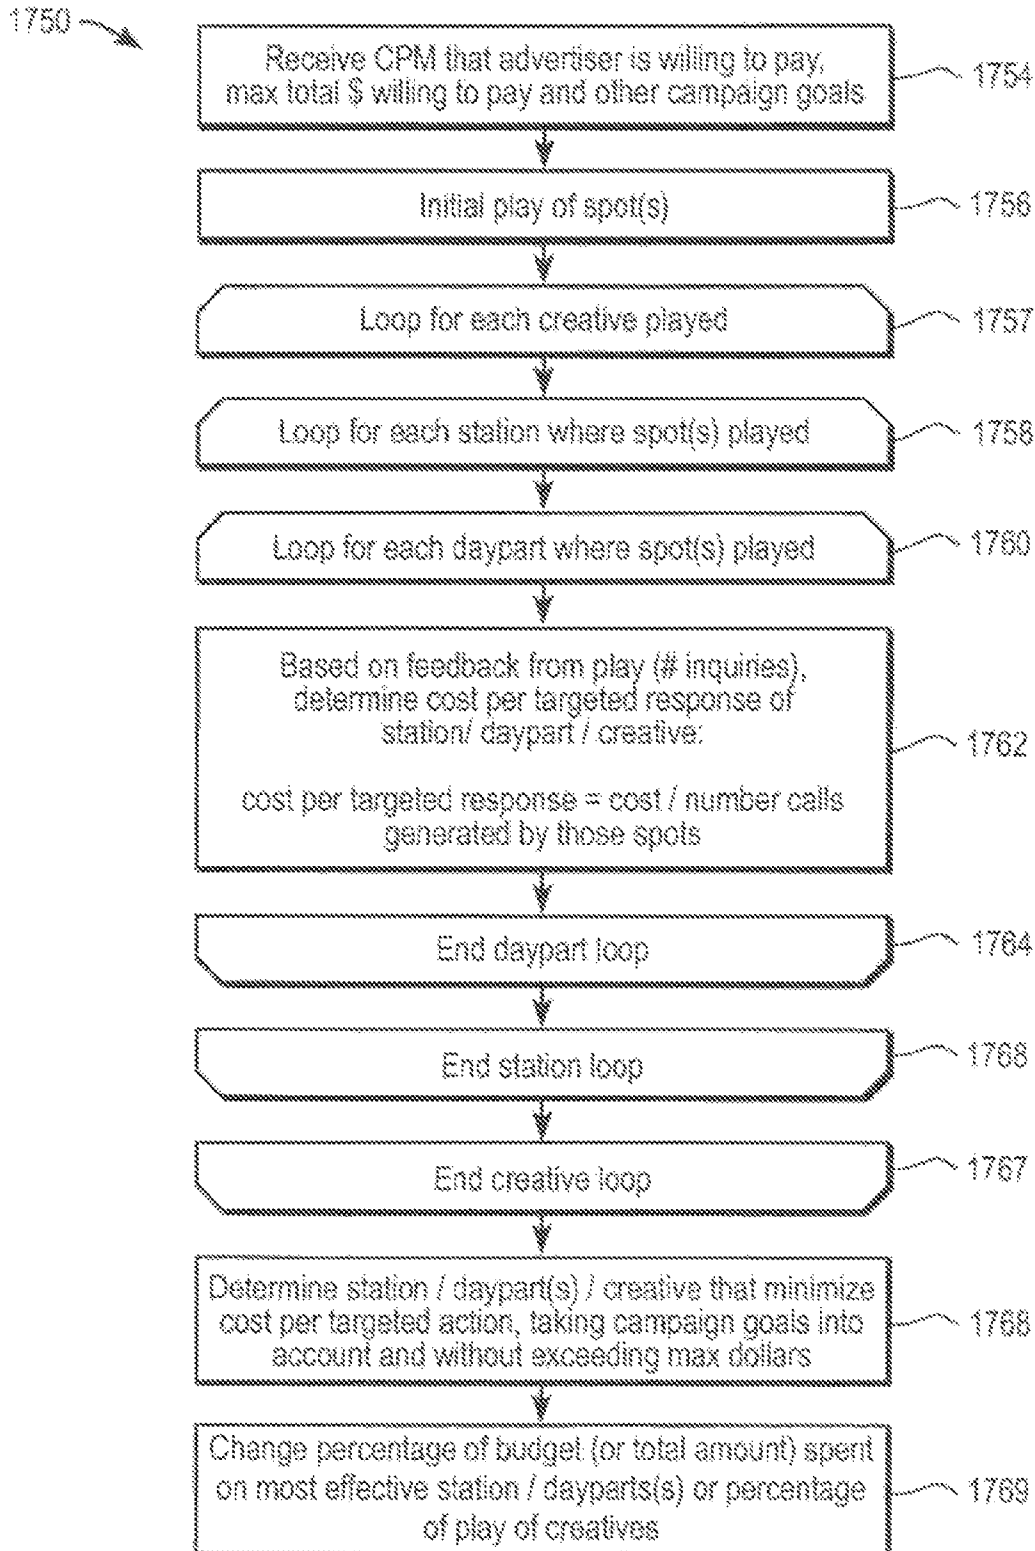 1750
Receive CPM that advertiser is willing to pay,
max total $ willing to pay and other campaign goals
1754
Initial play of spot(s)
1756
Loop for each creative played
1757
Loop for each station where spot(s) played
1758
Loop for each daypart where spot(s) played
1760
Based on feedback from play (# inquiries),
determine cost per targeted response of
station/ daypart / creative:
cost per targeted response = cost / number calls
generated by those spots
1762
End daypart loop
1764
End station loop
1768
End creative loop
1767
Determine station / daypart(s) / creative that minimize
cost per targeted action, taking campaign goals into
account and without exceeding max dollars
1768
Change percentage of budget (or total amount) spent
on most effective station / dayparts(s) or percentage
of play of creatives
1769